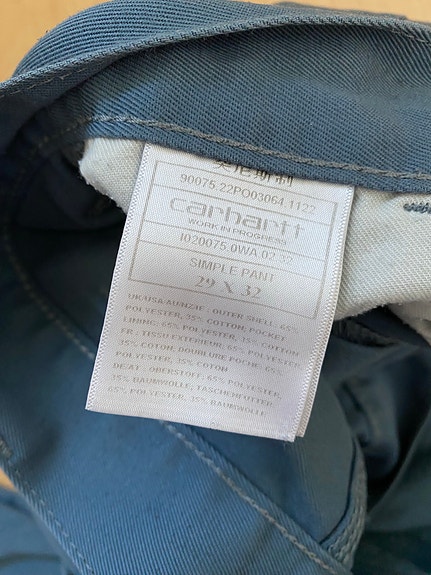 90075.22PO03064.1122
carhartt
WORK IN PROGRESS
I020075.0WA.02.32
SIMPLE PANT
29 X 32
UK/USA/AU/NZ/IE : OUTER SHELL: 65%
POLYESTER, 35% COTTON; POCKET
LINING: 65% POLYESTER, 35% COTTON
FR : TISSU EXTERIEUR: 65% POLYESTER,
35% COTON; DOUBLURE POCHE: 65%
POLYESTER, 35% COTON
DE/AT : OBERSTOFF: 65% POLYESTER,
35% BAUMWOLLE; TASCHENFUTTER:
65% POLYESTER, 35% BAUMWOLLE